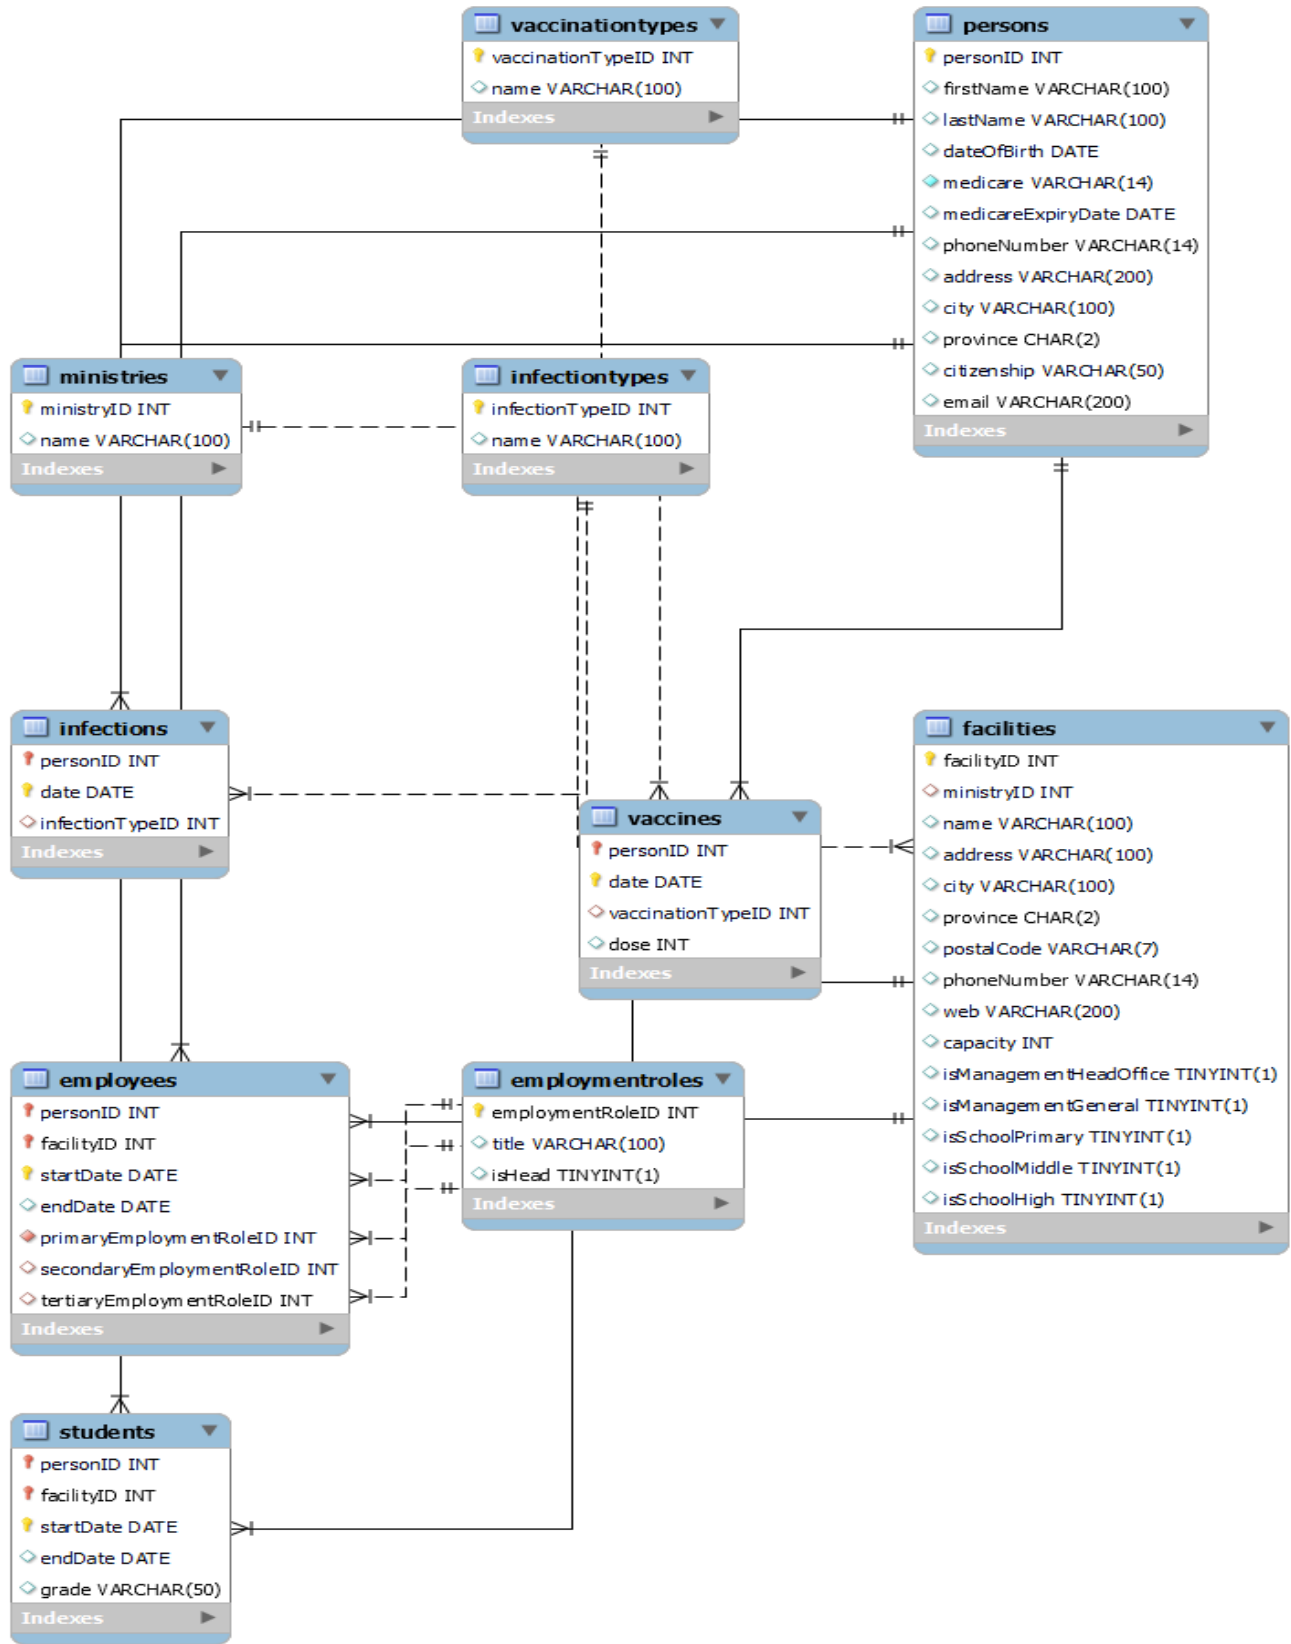 vaccinationtypes
vaccinationTypeID INT
name VARCHAR(100)
Indexes
persons
personID INT
firstName VARCHAR(100)
lastName VARCHAR(100)
dateOfBirth DATE
medicare VARCHAR(14)
medicareExpiryDate DATE
phoneNumber VARCHAR(14)
address VARCHAR(200)
city VARCHAR(100)
province CHAR(2)
citizenship VARCHAR(50)
email VARCHAR(200)
Indexes
ministries
ministryID INT
name VARCHAR(100)
Indexes
infectiontypes
infectionTypeID INT
name VARCHAR(100)
Indexes
infections
personID INT
date DATE
infectionTypeID INT
Indexes
vaccines
personID INT
date DATE
vaccinationTypeID INT
dose INT
Indexes
facilities
facilityID INT
ministryID INT
name VARCHAR(100)
address VARCHAR(100)
city VARCHAR(100)
province CHAR(2)
postalCode VARCHAR(7)
phoneNumber VARCHAR(14)
web VARCHAR(200)
capacity INT
isManagementHeadOffice TINYINT(1)
isManagementGeneral TINYINT(1)
isSchoolPrimary TINYINT(1)
isSchoolMiddle TINYINT(1)
isSchoolHigh TINYINT(1)
Indexes
employees
personID INT
facilityID INT
startDate DATE
endDate DATE
primaryEmploymentRoleID INT
secondaryEmploymentRoleID INT
tertiaryEmploymentRoleID INT
Indexes
employmentroles
employmentRoleID INT
title VARCHAR(100)
isHead TINYINT(1)
Indexes
students
personID INT
facilityID INT
startDate DATE
endDate DATE
grade VARCHAR(50)
Indexes